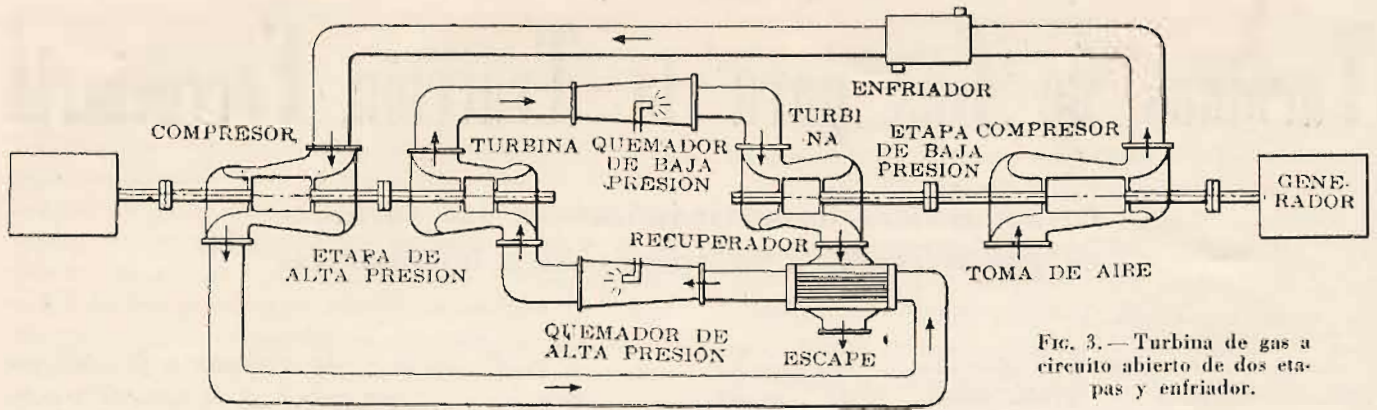 ENFRIADOR
COMPRESOR
TURBINA
QUEMADOR
DE BAJA
PRESION
TURBI
NA
ETAPA
DE BAJA
PRESION
COMPRESOR
GENE-
RADOR
ETAPA DE
ALTA PRESION
RECUPERADOR
TOMA DE AIRE
QUEMADOR DE
ALTA PRESIÓN
ESCAPE
FIG. 3.—Turbina de gas a
circuíto abierto de dos eta-
pas y enfriador.